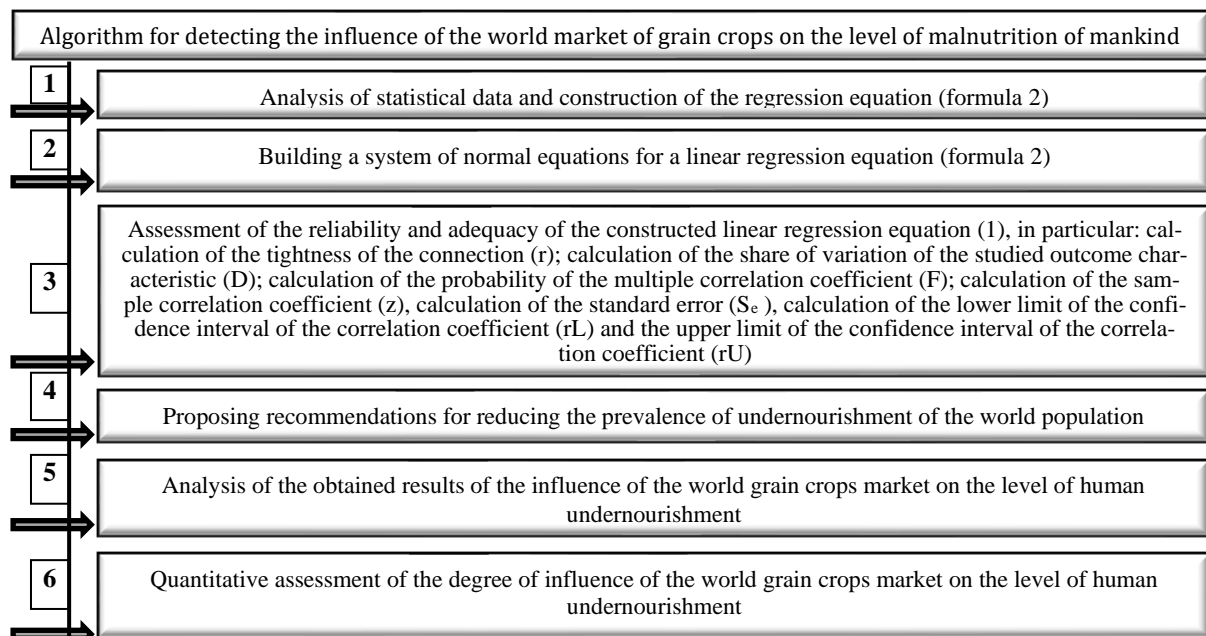 Algorithm for detecting the influence of the world market of grain crops on the level of malnutrition of mankind
1
Analysis of statistical data and construction of the regression equation (formula 2)
2
Building a system of normal equations for a linear regression equation (formula 2)
3
Assessment of the reliability and adequacy of the constructed linear regression equation (1), in particular: cal-
culation of the tightness of the connection (r); calculation of the share of variation of the studied outcome char-
acteristic (D); calculation of the probability of the multiple correlation coefficient (F); calculation of the sam-
ple correlation coefficient (z), calculation of the standard error (Se ), calculation of the lower limit of the confi-
dence interval of the correlation coefficient (rL) and the upper limit of the confidence interval of the correla-
tion coefficient (rU)
4
Proposing recommendations for reducing the prevalence of undernourishment of the world population
5
Analysis of the obtained results of the influence of the world grain crops market on the level of human
undernourishment
6
Quantitative assessment of the degree of influence of the world grain crops market on the level of human
undernourishment